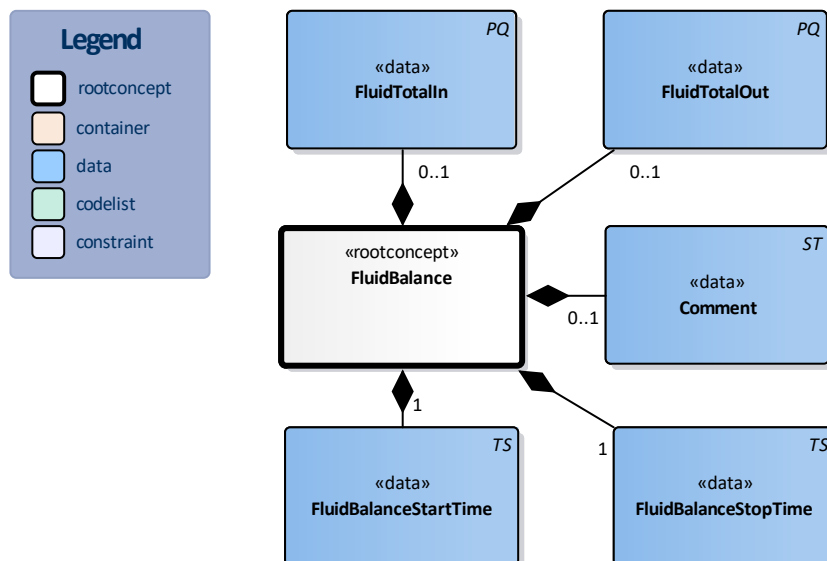 Legend
rootconcept
container
data
codelist
constraint
PQ
«data»
FluidTotalIn
0..1
PQ
«data»
FluidTotalOut
0..1
«rootconcept»
FluidBalance
ST
«data»
Comment
0..1
1
TS
«data»
FluidBalanceStartTime
1
TS
«data»
FluidBalanceStopTime